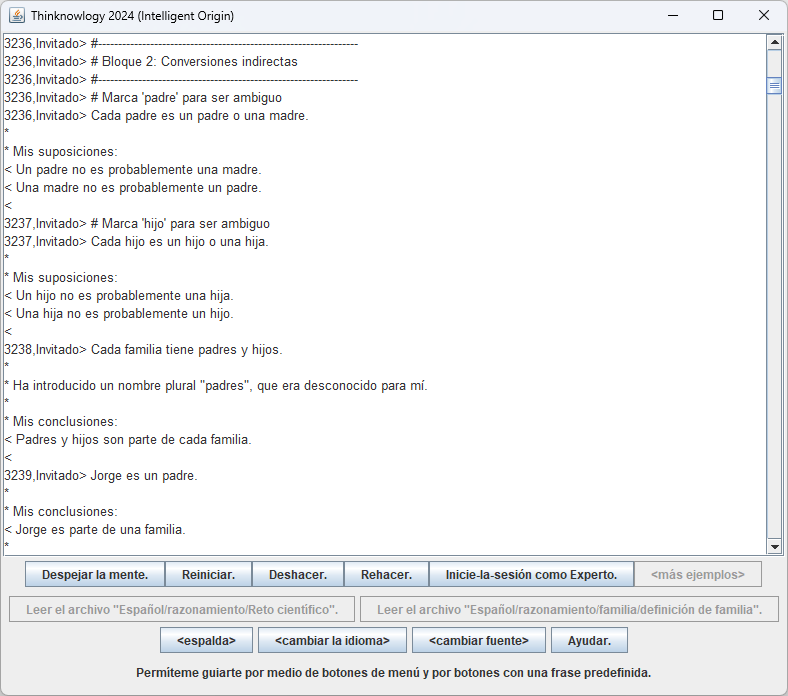 Thinknowlogy 2024 (Intelligent Origin)
3236,Invitado> #-----------------------------------------------------------------
3236,Invitado> # Bloque 2: Conversiones indirectas
3236,Invitado> #-----------------------------------------------------------------
3236,Invitado> # Marca 'padre' para ser ambiguo
3236,Invitado> Cada padre es un padre o una madre.
*
* Mis suposiciones:
< Un padre no es probablemente una madre.
< Una madre no es probablemente un padre.
<
3237,Invitado> # Marca 'hijo' para ser ambiguo
3237,Invitado> Cada hijo es un hijo o una hija.
*
* Mis suposiciones:
< Un hijo no es probablemente una hija.
< Una hija no es probablemente un hijo.
<
3238,Invitado> Cada familia tiene padres y hijos.
*
* Ha introducido un nombre plural "padres", que era desconocido para mí.
*
* Mis conclusiones:
< Padres y hijos son parte de cada familia.
<
3239,Invitado> Jorge es un padre.
*
* Mis conclusiones:
< Jorge es parte de una familia.
*
Despejar la mente. Reiniciar. Deshacer. Rehacer. Inicie-la-sesión como Experto. <más ejemplos>
Leer el archivo "Español/razonamiento/Reto científico". Leer el archivo "Español/razonamiento/familia/definición de familia".
<espalda> <cambiar la idioma> <cambiar fuente> Ayudar.
Permíteme guiarte por medio de botones de menú y por botones con una frase predefinida.